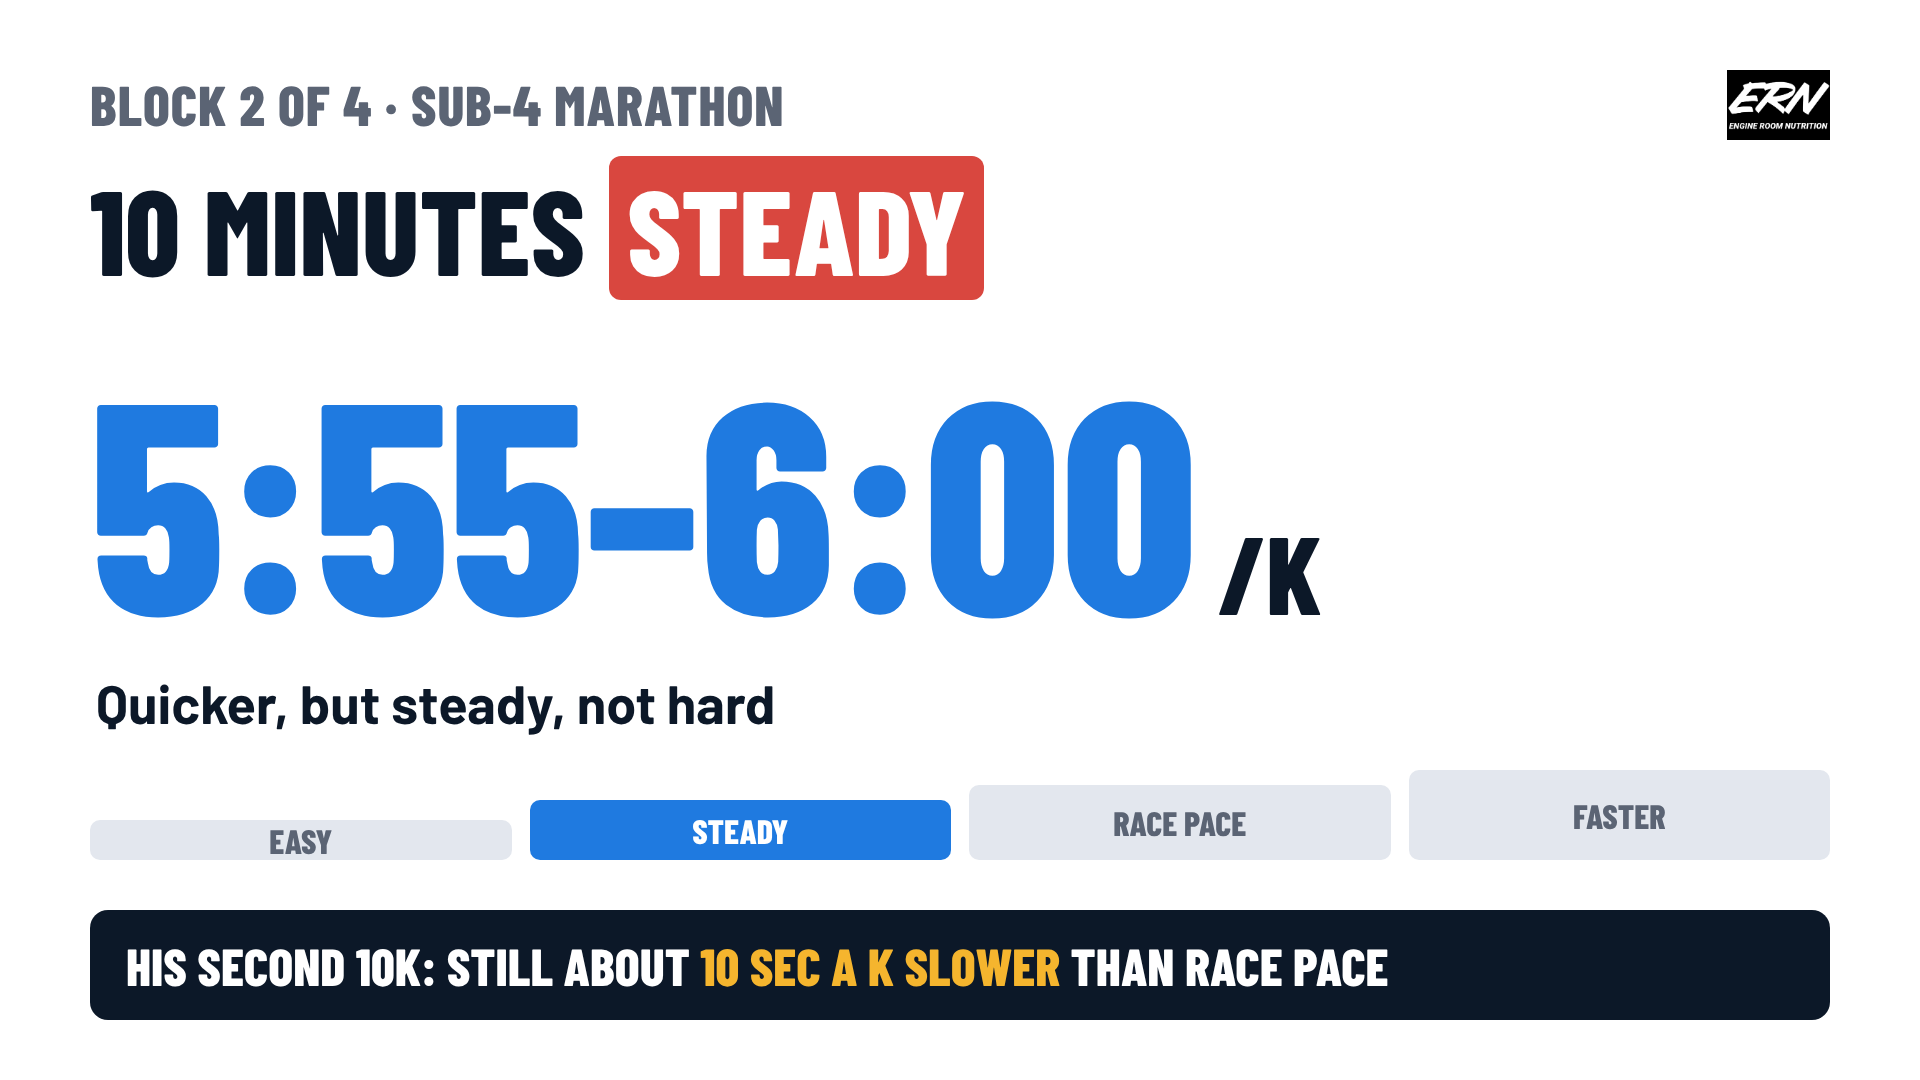 BLOCK 2 OF 4 · SUB-4 MARATHON
ERN
ENGINE ROOM NUTRITION
10 MINUTES STEADY
5:55–6:00 /K
Quicker, but steady, not hard
EASY
STEADY
RACE PACE
FASTER
HIS SECOND 10K: STILL ABOUT 10 SEC A K SLOWER THAN RACE PACE